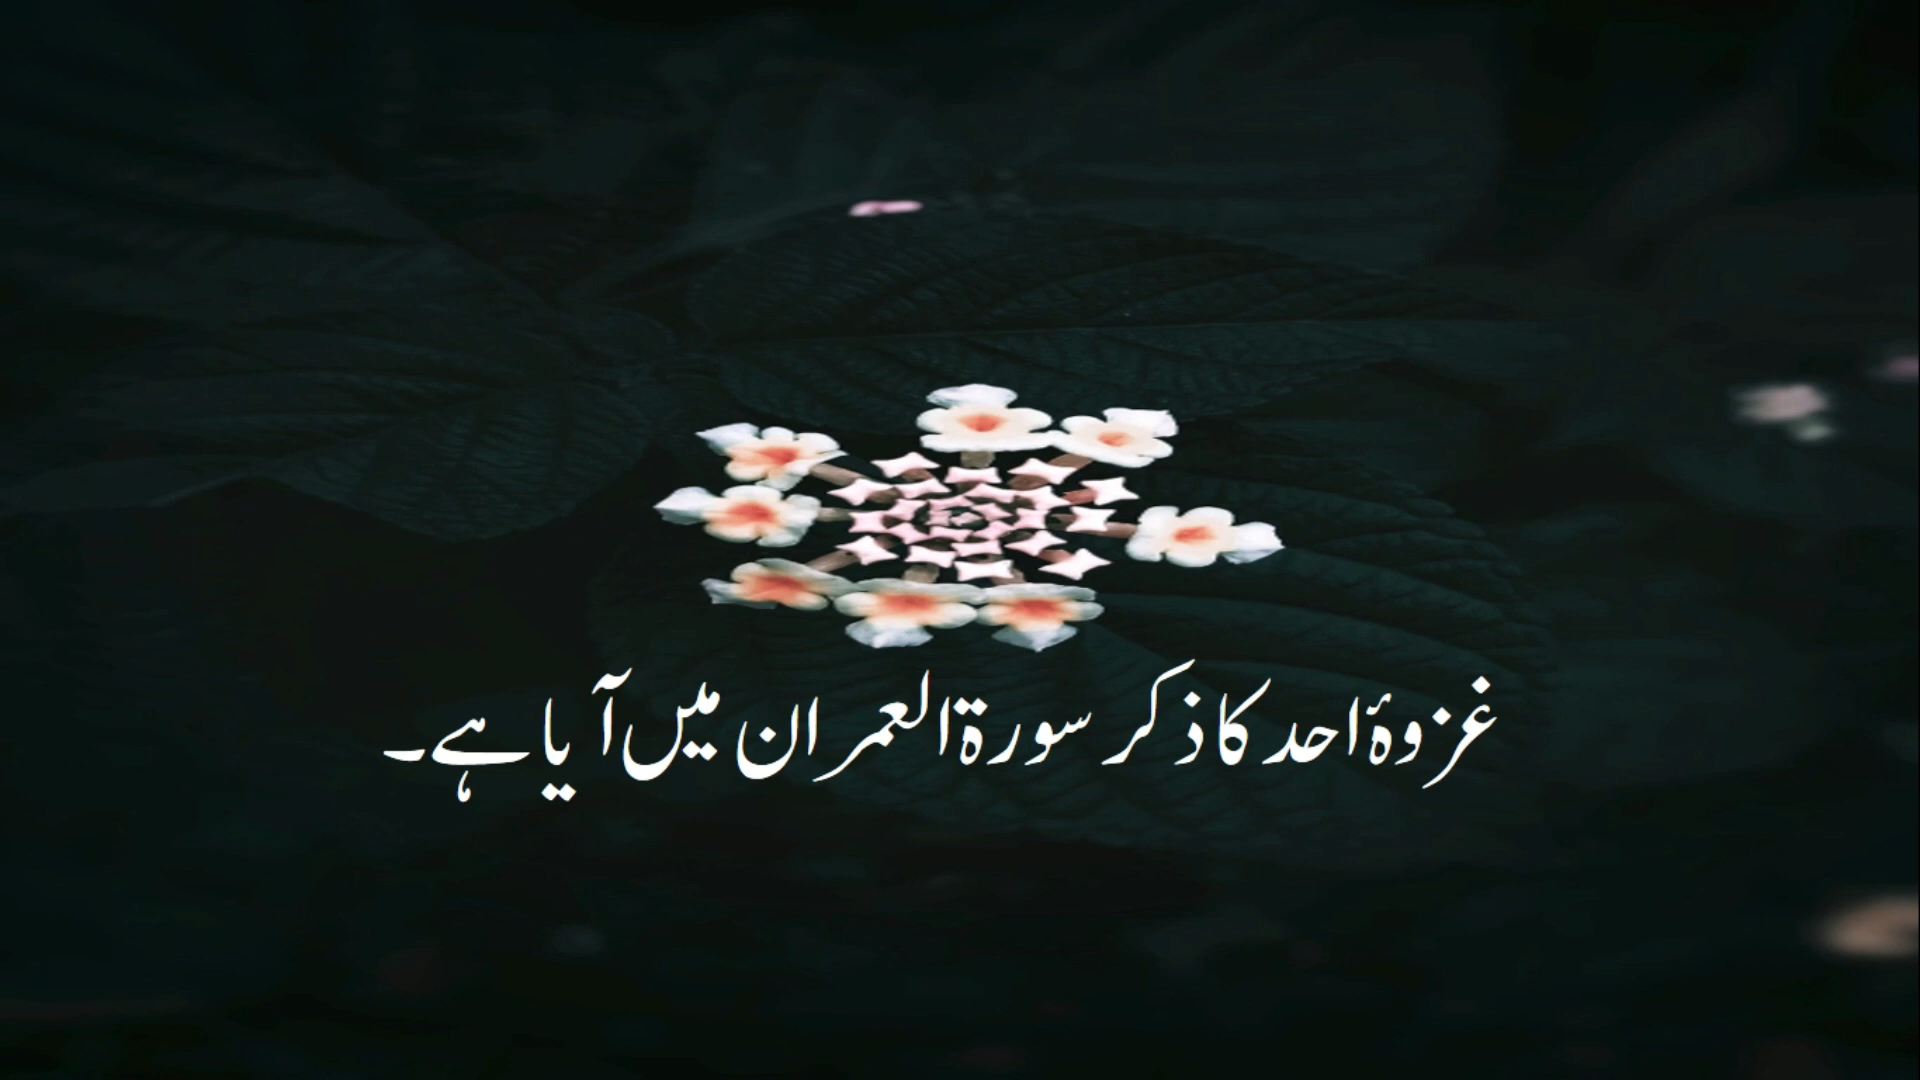 غزوۂ احد کا ذکر سورۃ العمران میں آیا ہے۔